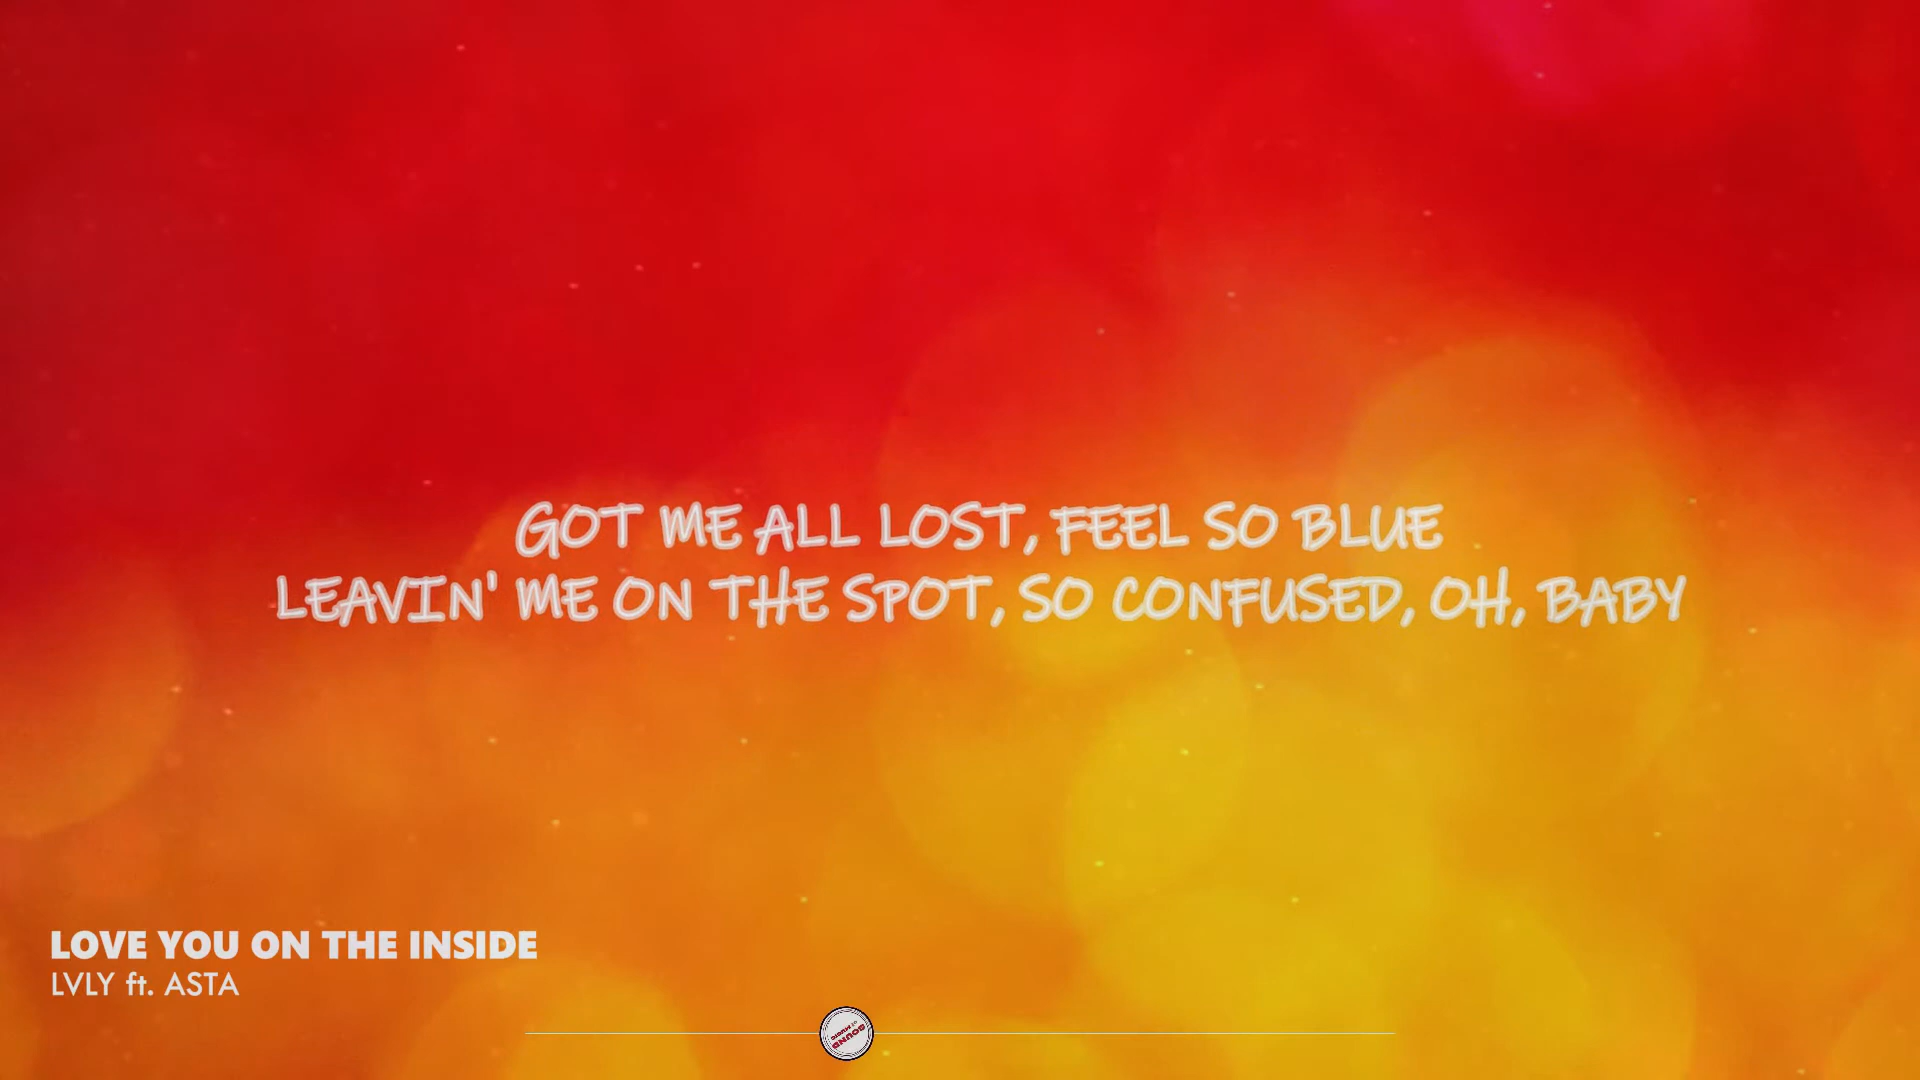 GOT ME ALL LOST, FEEL SO BLUE
LEAVIN' ME ON THE SPOT, SO CONFUSED, OH, BABY
LOVE YOU ON THE INSIDE
LVLY ft. ASTA
SOUND